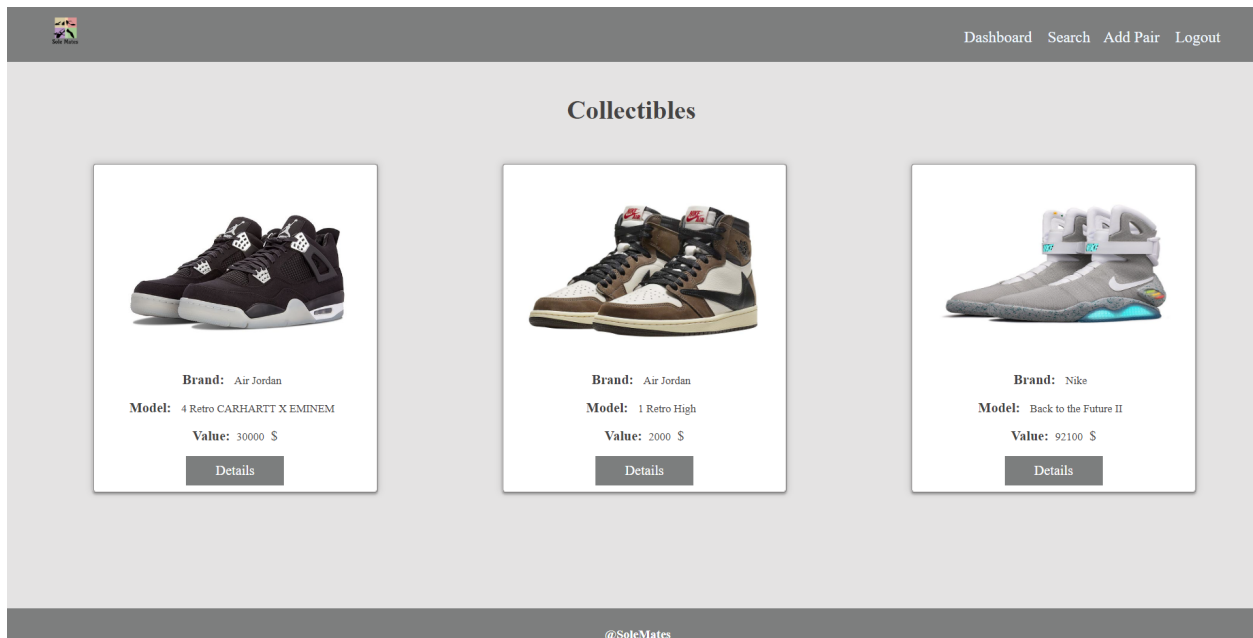 Sole Mates
Dashboard Search Add Pair Logout
Collectibles
Brand: Air Jordan
Model: 4 Retro CARHARTT X EMINEM
Value: 30000 $
Details
Brand: Air Jordan
Model: 1 Retro High
Value: 2000 $
Details
Brand: Nike
Model: Back to the Future II
Value: 92100 $
Details
@SoleMates